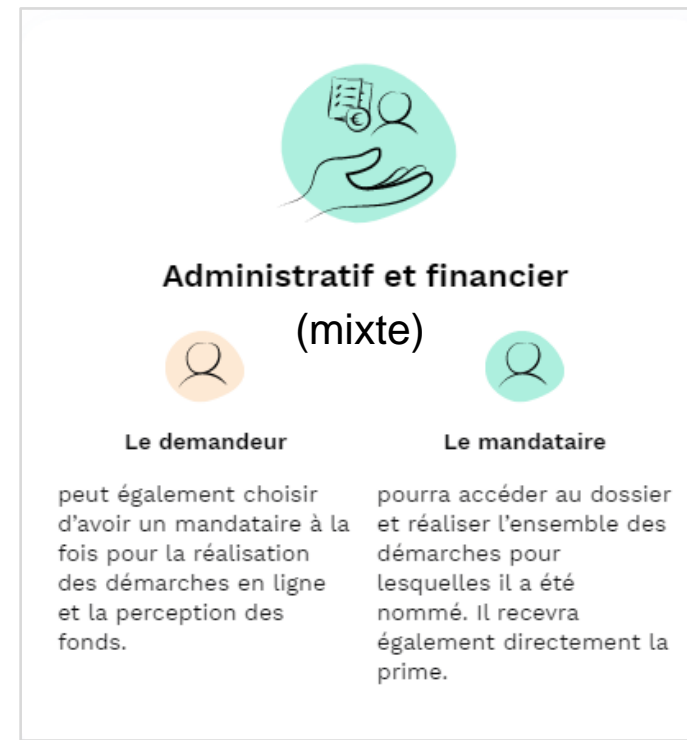 Administratif et financier
(mixte)
Le demandeur
peut également choisir
d'avoir un mandataire à la
fois pour la réalisation
des démarches en ligne
et la perception des
fonds.
Le mandataire
pourra accéder au dossier
et réaliser l'ensemble des
démarches pour
lesquelles il a été
nommé. Il recevra
également directement la
prime.